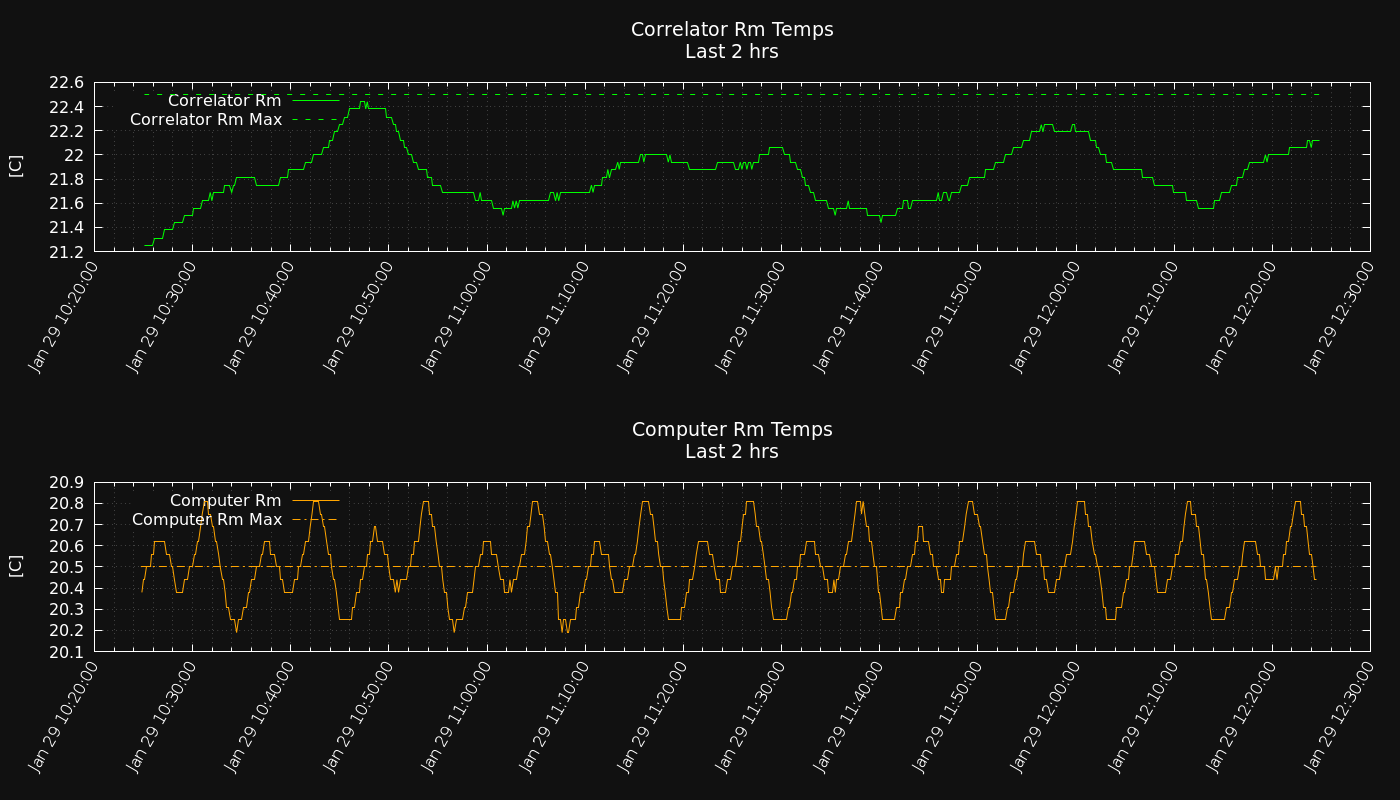 Correlator Rm Temps
Last 2 hrs
22.6
22.4
22.2
22
21.8
21.6
21.4
21.2
[C]
Correlator Rm
Correlator Rm Max
Jan 29 10:20:00
Jan 29 10:30:00
Jan 29 10:40:00
Jan 29 10:50:00
Jan 29 11:00:00
Jan 29 11:10:00
Jan 29 11:20:00
Jan 29 11:30:00
Jan 29 11:40:00
Jan 29 11:50:00
Jan 29 12:00:00
Jan 29 12:10:00
Jan 29 12:20:00
Jan 29 12:30:00
Computer Rm Temps
Last 2 hrs
20.9
20.8
20.7
20.6
20.5
20.4
20.3
20.2
20.1
[C]
Computer Rm
Computer Rm Max
Jan 29 10:20:00
Jan 29 10:30:00
Jan 29 10:40:00
Jan 29 10:50:00
Jan 29 11:00:00
Jan 29 11:10:00
Jan 29 11:20:00
Jan 29 11:30:00
Jan 29 11:40:00
Jan 29 11:50:00
Jan 29 12:00:00
Jan 29 12:10:00
Jan 29 12:20:00
Jan 29 12:30:00